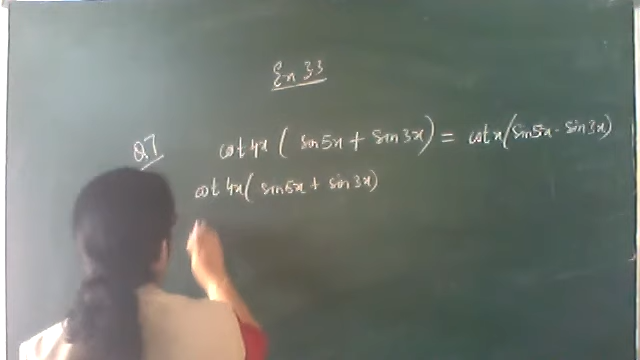 Ex 3.3
Q7 cot 4x ( sin 5x + sin 3x ) = cot x ( sin 5x - sin 3x )
cot 4x ( sin 5x + sin 3x )